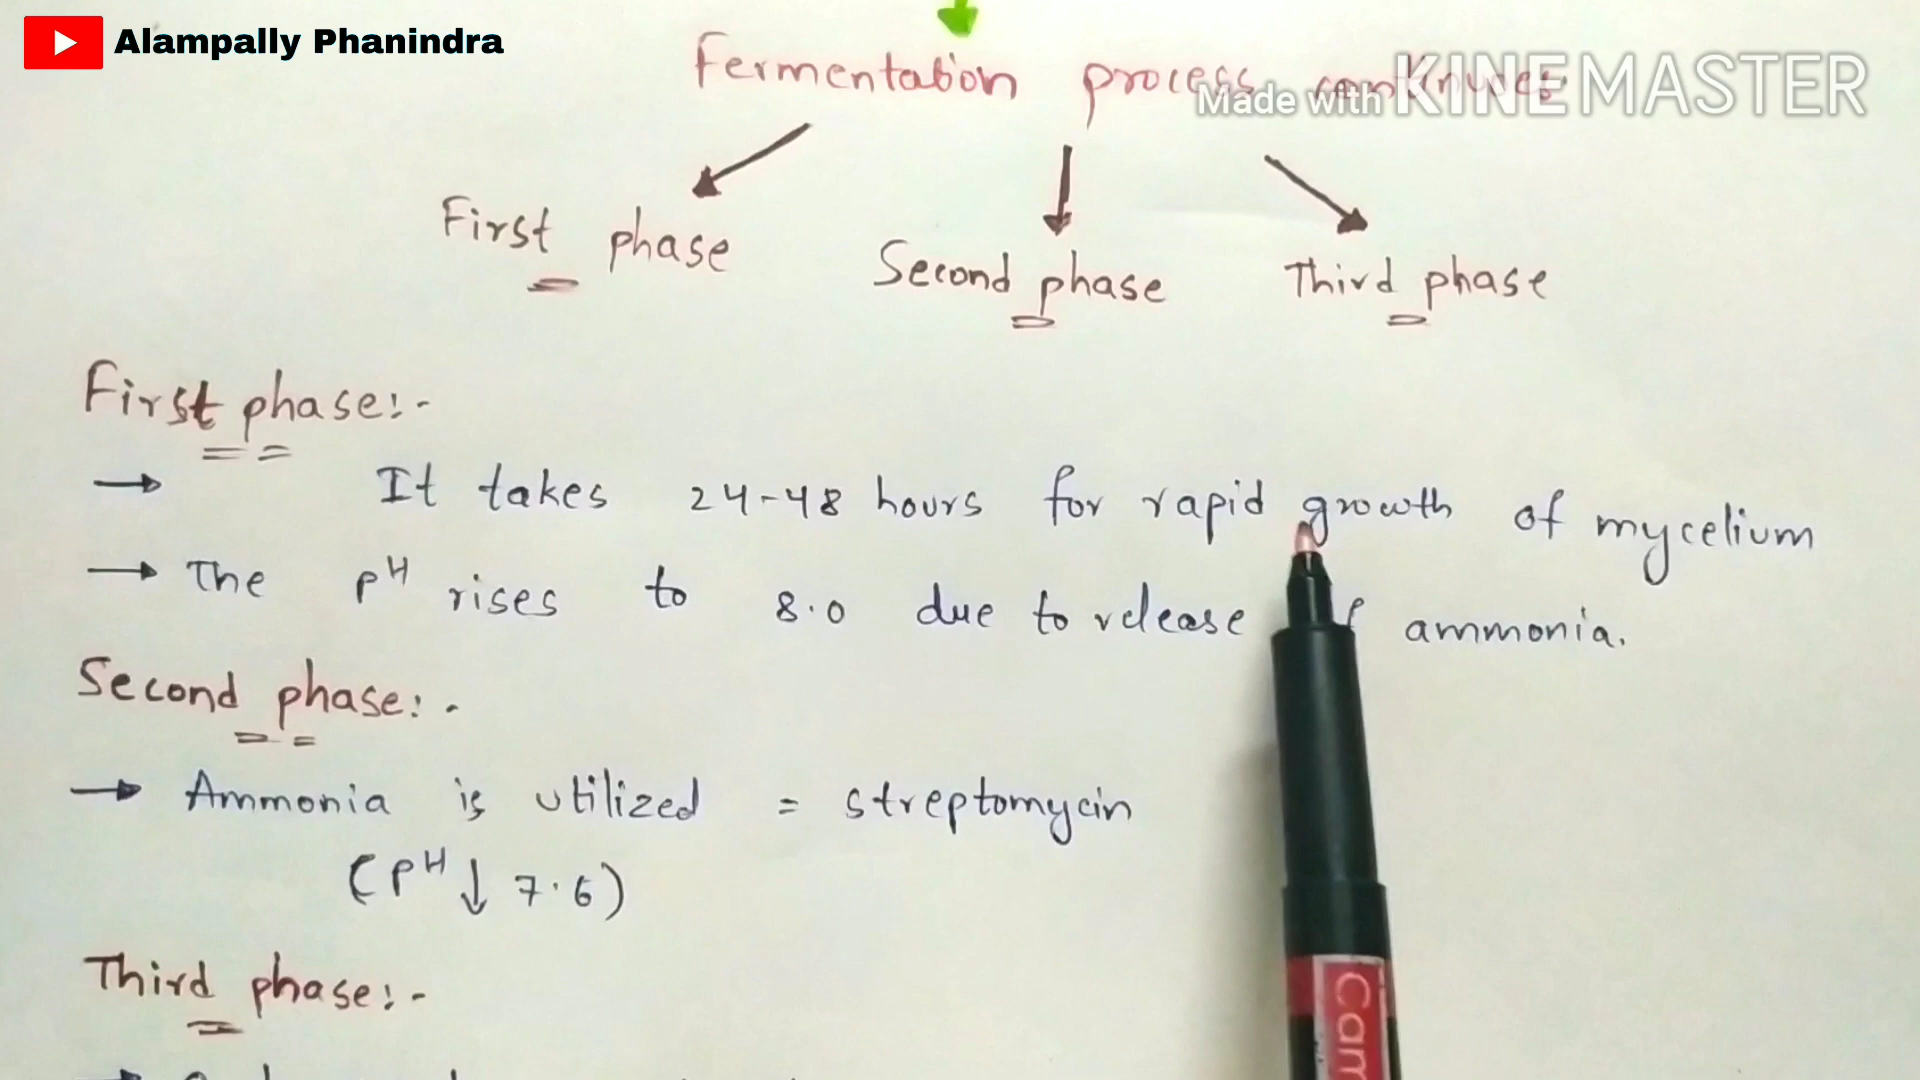 Alampally Phanindra
Fermentation process continues
Made with KINEMASTER
First phase
Second phase
Third phase
First phase:-
→ It takes 24-48 hours for rapid growth of mycelium
→ The pH rises to 8.0 due to release of ammonia.
Second phase:-
→ Ammonia is utilized = streptomycin
(pH ↓ 7.6)
Third phase:-
Cam